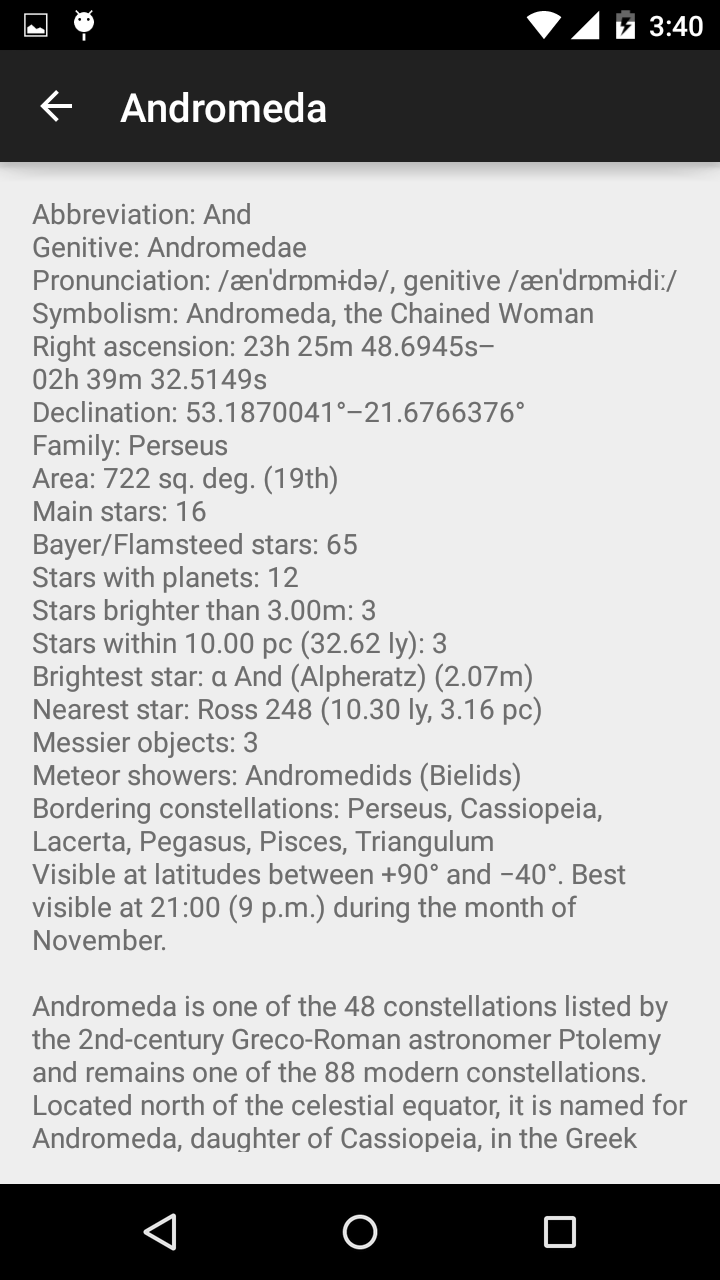 3:40
Andromeda
Abbreviation: And
Genitive: Andromedae
Pronunciation: /æn'drɒmɨdə/, genitive /æn'drɒmɨdiː/
Symbolism: Andromeda, the Chained Woman
Right ascension: 23h 25m 48.6945s–
02h 39m 32.5149s
Declination: 53.1870041°–21.6766376°
Family: Perseus
Area: 722 sq. deg. (19th)
Main stars: 16
Bayer/Flamsteed stars: 65
Stars with planets: 12
Stars brighter than 3.00m: 3
Stars within 10.00 pc (32.62 ly): 3
Brightest star: α And (Alpheratz) (2.07m)
Nearest star: Ross 248 (10.30 ly, 3.16 pc)
Messier objects: 3
Meteor showers: Andromedids (Bielids)
Bordering constellations: Perseus, Cassiopeia,
Lacerta, Pegasus, Pisces, Triangulum
Visible at latitudes between +90° and −40°. Best
visible at 21:00 (9 p.m.) during the month of
November.
Andromeda is one of the 48 constellations listed by
the 2nd-century Greco-Roman astronomer Ptolemy
and remains one of the 88 modern constellations.
Located north of the celestial equator, it is named for
Andromeda, daughter of Cassiopeia, in the Greek